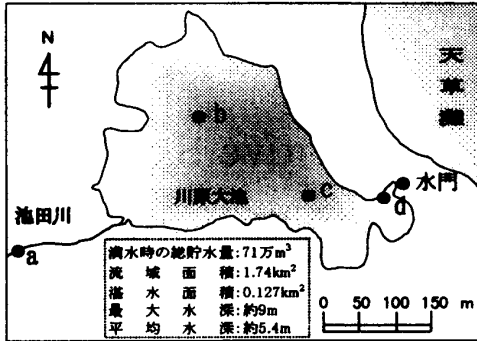 N
天草灘
b
川原大池
c
水門
d
池田川
a
満水時の総貯水量:71万m³
流域面積:1.74km²
湛水面積:0.127km²
最大水深:約9m
平均水深:約5.4m
0 50 100 150 m